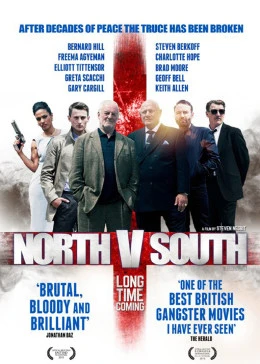 AFTER DECADES OF PEACE THE TRUCE HAS BEEN BROKEN
BERNARD HILL
FREEMA AGYEMAN
ELLIOTT TITTENSOR
GRETA SCACCHI
GARY CARGILL
STEVEN BERKOFF
CHARLOTTE HOPE
BRAD MOORE
GEOFF BELL
KEITH ALLEN
A FILM BY STEVEN NESBIT
NORTH V SOUTH
LONG
TIME
COMING
'BRUTAL,
BLOODY AND
BRILLIANT'
JONATHAN BAZ
'ONE OF THE
BEST BRITISH
GANGSTER MOVIES
I HAVE EVER SEEN'
THE HERALD